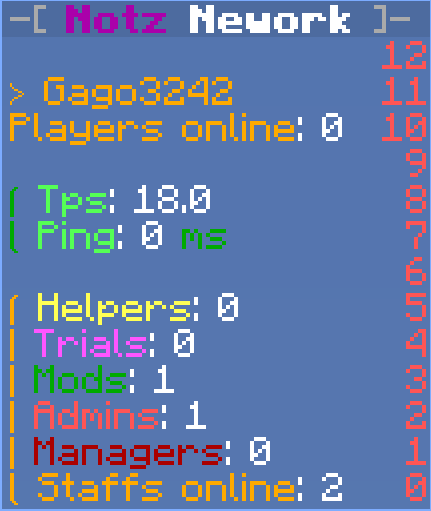 -[ Notz Nework ]-
12
> Gago3242 11
Players online: 0 10
9
⎧ Tps: 18.0 8
⎩ Ping: 0 ms 7
6
⎧ Helpers: 0 5
| Trials: 0 4
| Mods: 1 3
| Admins: 1 2
| Managers: 0 1
⎩ Staffs online: 2 0